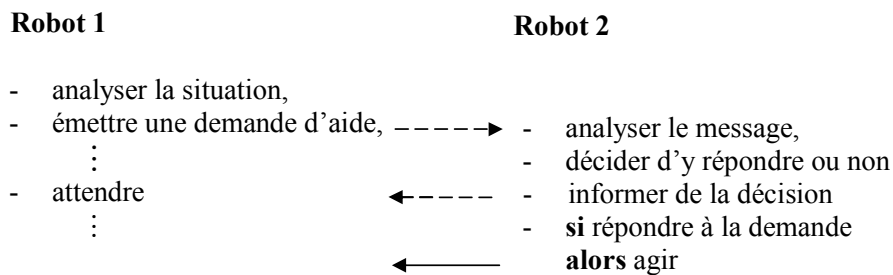 Robot 1
- analyser la situation,
- émettre une demande d'aide,
- attendre
Robot 2
- analyser le message,
- décider d'y répondre ou non
- informer de la décision
- si répondre à la demande
alors agir